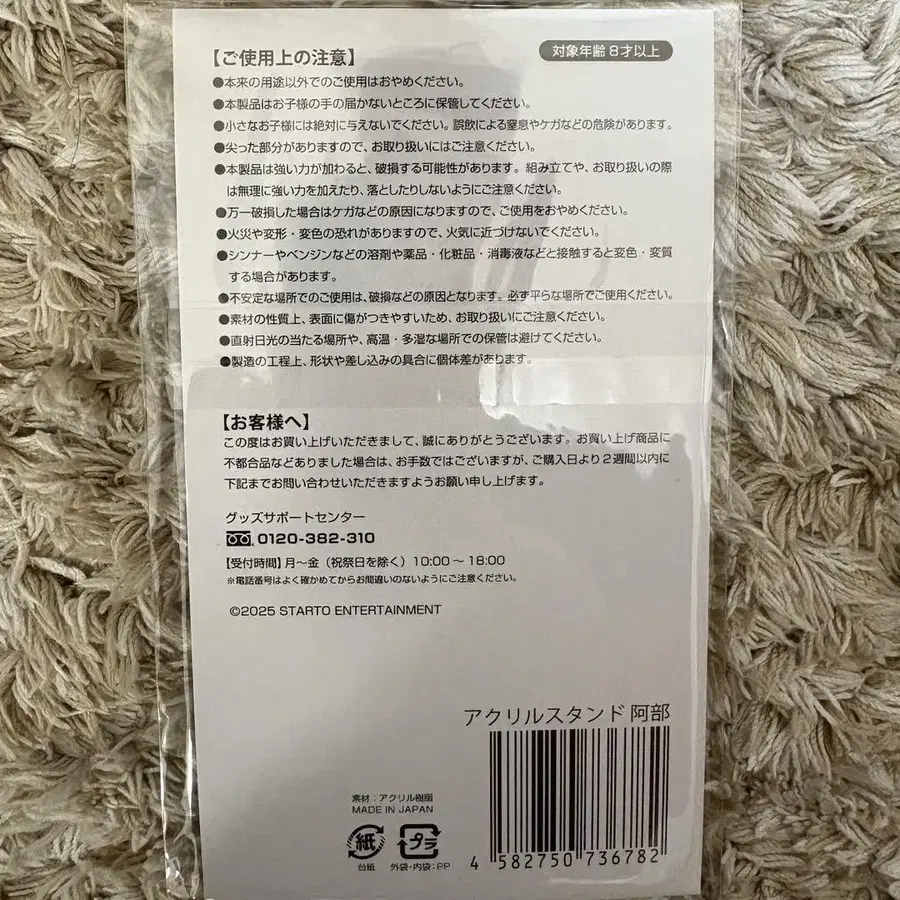 【ご使用上の注意】
対象年齢8才以上
●本来の用途以外でのご使用はおやめください。
●本製品はお子様の手の届かないところに保管してください。
●小さなお子様には絶対に与えないでください。誤飲による窒息やケガなどの危険があります。
●尖った部分がありますので、お取り扱いにはご注意ください。
●本製品は強い力が加わると、破損する可能性があります。組み立てや、お取り扱いの際
は無理に強い力を加えたり、落としたりしないようにご注意ください。
●万一破損した場合はケガなどの原因になりますので、ご使用をおやめください。
●火災や変形・変色の恐れがありますので、火気に近づけないでください。
●シンナーやベンジンなどの溶剤や薬品・化粧品・消毒液などと接触すると変色・変質
する場合があります。
●不安定な場所でのご使用は、破損などの原因となります。必ず平らな場所でご使用ください。
●素材の性質上、表面に傷がつきやすいため、お取り扱いにご注意ください。
●直射日光の当たる場所や、高温・多湿な場所での保管は避けてください。
●製造の工程上、形状や差し込みの具合に個体差があります。
【お客様へ】
この度はお買い上げいただきまして、誠にありがとうございます。お買い上げ商品に
不都合品などありました場合は、お手数ではございますが、ご購入日より2週間以内に
下記までお問い合わせいただきますようお願い申し上げます。
グッズサポートセンター
0120-382-310
【受付時間】月〜金（祝祭日を除く）10:00〜18:00
※電話番号はよく確かめてからお間違いのないようにご注意ください。
©2025 STARTO ENTERTAINMENT
アクリルスタンド 阿部
素材：アクリル樹脂
MADE IN JAPAN
紙
プラ
台紙
外袋・内袋：PP
4 582750 736782